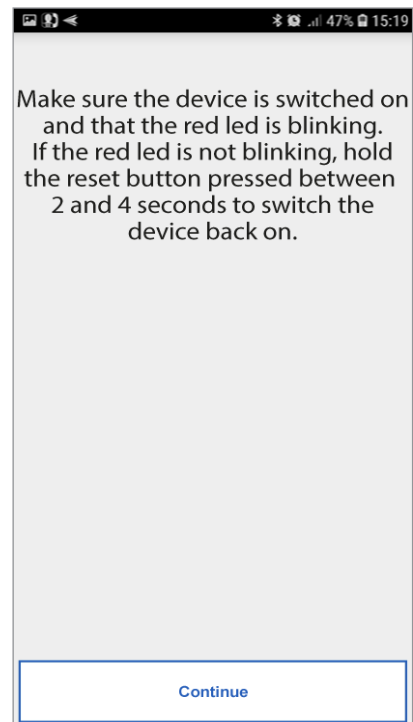 47% 15:19
Make sure the device is switched on
and that the red led is blinking.
If the red led is not blinking, hold
the reset button pressed between
2 and 4 seconds to switch the
device back on.
Continue